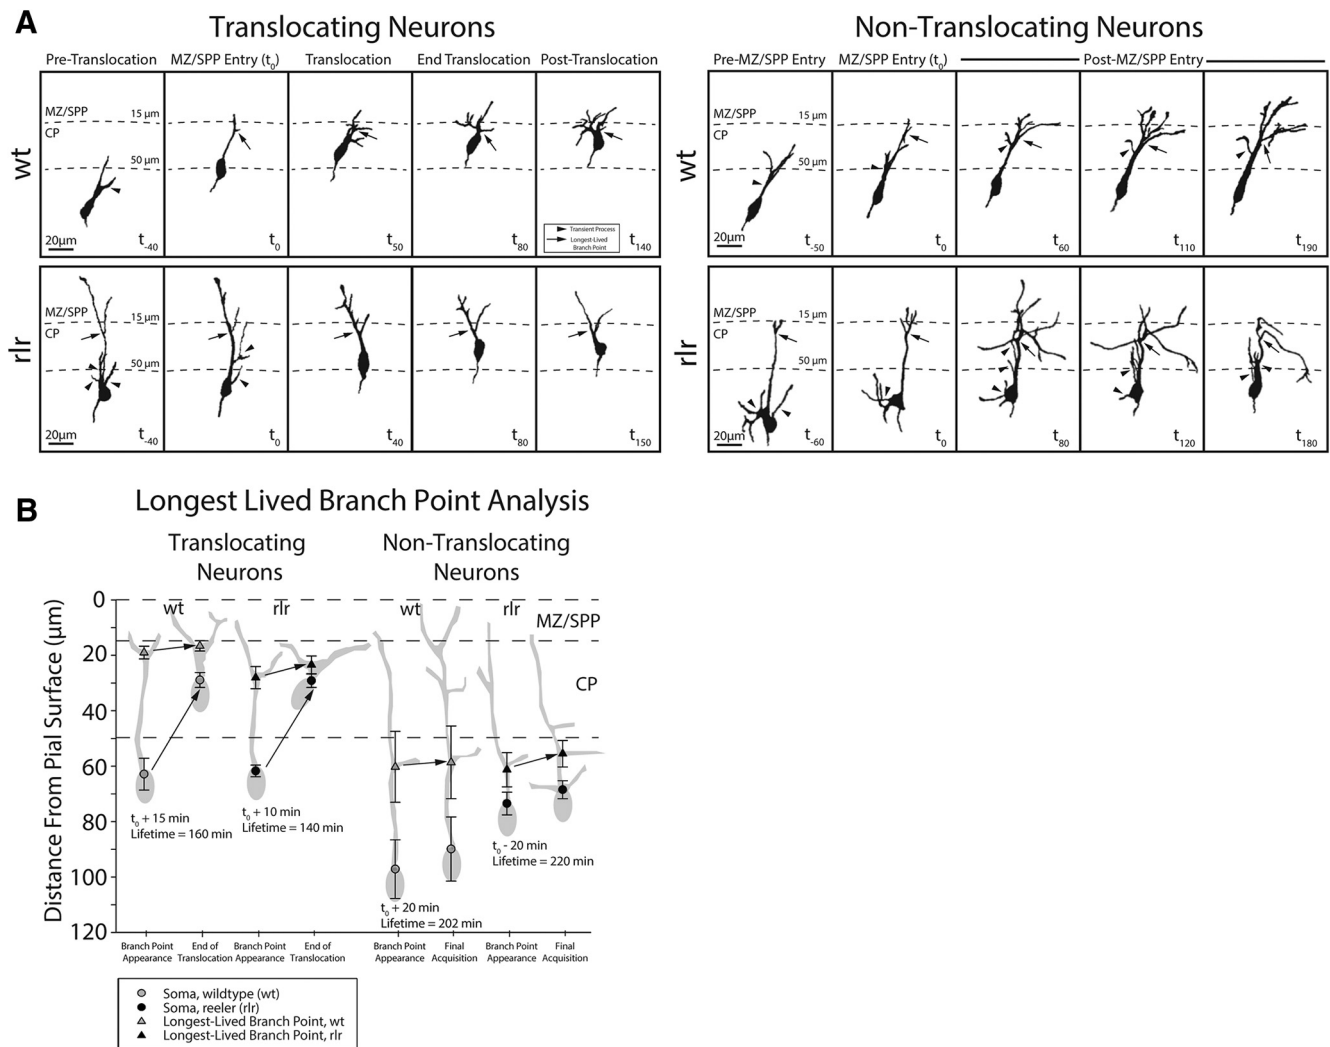 A
Translocating Neurons
Non-Translocating Neurons
Pre-Translocation
MZ/SPP Entry (t0)
Translocation
End Translocation
Post-Translocation
Pre-MZ/SPP Entry
MZ/SPP Entry (t0)
Post-MZ/SPP Entry
wt
MZ/SPP
15 µm
CP
50 µm
20µm
t-40
t0
t50
t80
Transient Process
Longest-Lived
Branch Point
t140
wt
MZ/SPP
15 µm
CP
50 µm
20µm
t-50
t0
t60
t110
t190
rlr
MZ/SPP
15 µm
CP
50 µm
20µm
t-40
t0
t40
t80
t150
rlr
MZ/SPP
15 µm
CP
50 µm
20µm
t-60
t0
t80
t120
t180
B
Longest Lived Branch Point Analysis
Translocating
Neurons
Non-Translocating
Neurons
Distance From Pial Surface (µm)
0
20
40
60
80
100
120
wt
rlr
wt
rlr
MZ/SPP
CP
t0 + 15 min
Lifetime = 160 min
t0 + 10 min
Lifetime = 140 min
t0 + 20 min
Lifetime = 202 min
t0 - 20 min
Lifetime = 220 min
Branch Point
Appearance
End of
Translocation
Branch Point
Appearance
End of
Translocation
Branch Point
Appearance
Final
Acquisition
Branch Point
Appearance
Final
Acquisition
Soma, wildtype (wt)
Soma, reeler (rlr)
Longest-Lived Branch Point, wt
Longest-Lived Branch Point, rlr